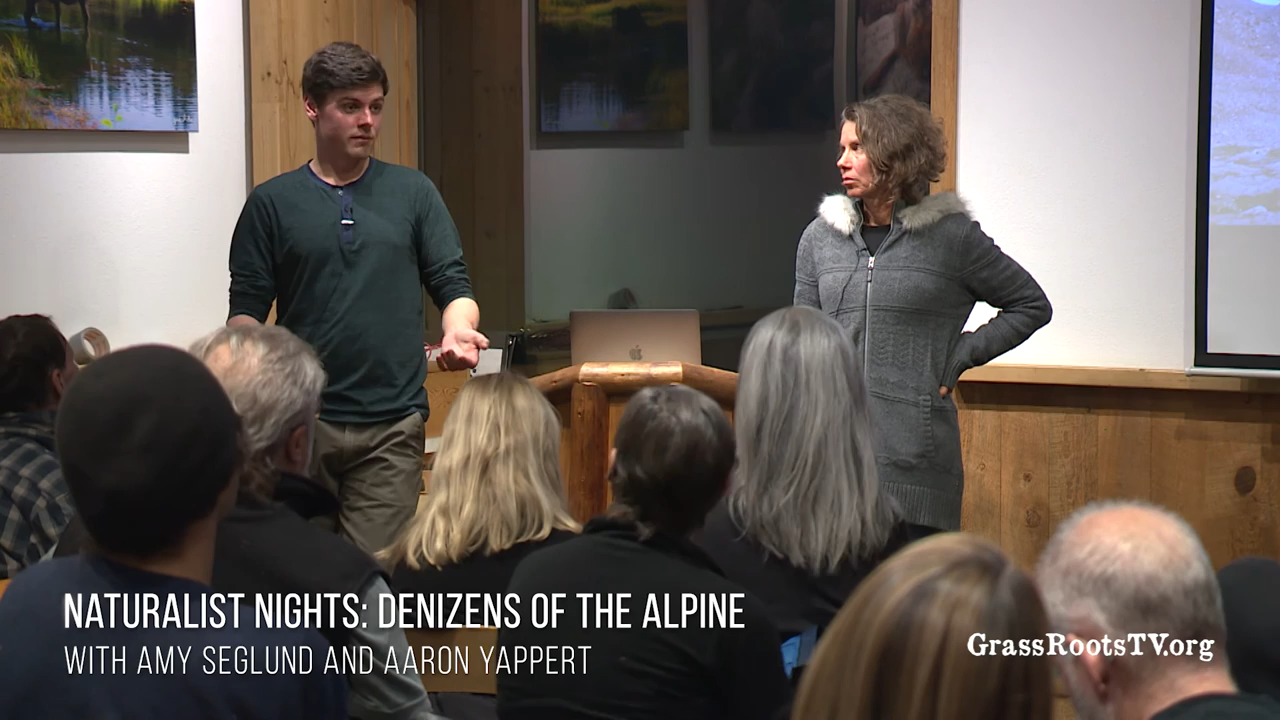 NATURALIST NIGHTS: DENIZENS OF THE ALPINE
WITH AMY SEGLUND AND AARON YAPPERT
GrassRootsTV.org